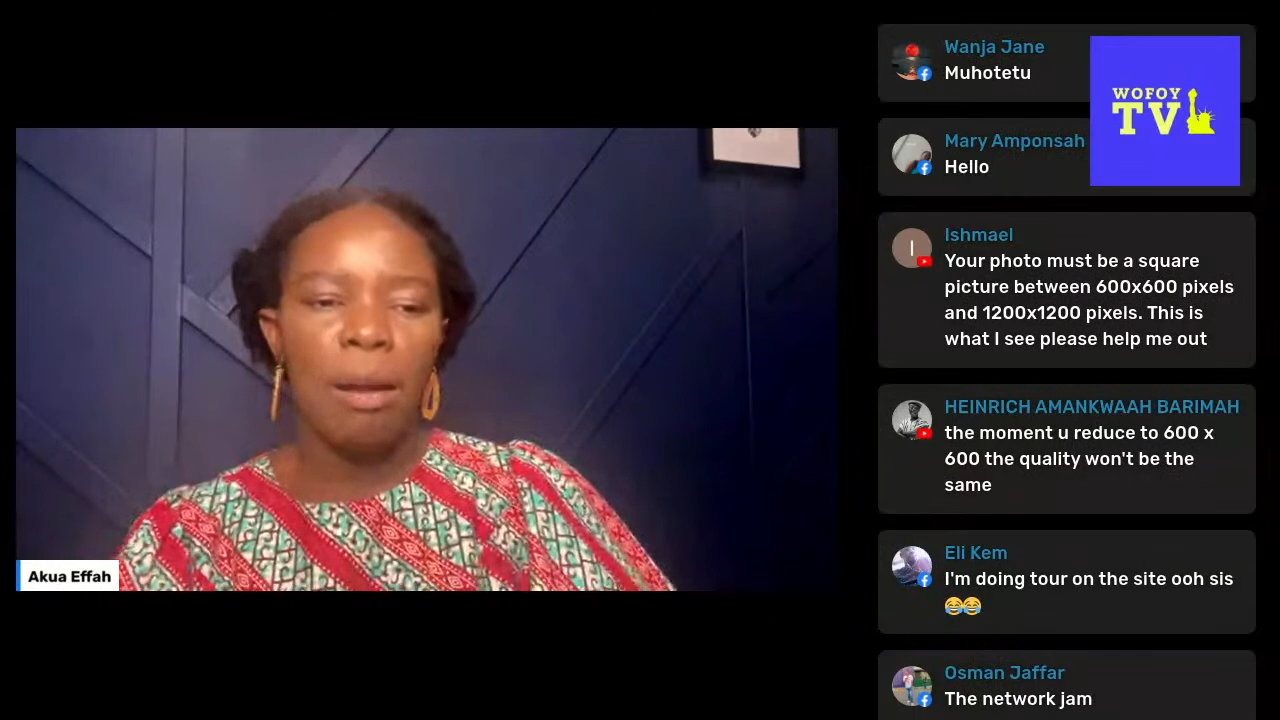 Wanja Jane
Muhotetu
WOFOY
TV
Mary Amponsah
Hello
I
Ishmael
Your photo must be a square
picture between 600x600 pixels
and 1200x1200 pixels. This is
what I see please help me out
HEINRICH AMANKWAAH BARIMAH
the moment u reduce to 600 x
600 the quality won't be the
same
Eli Kem
I'm doing tour on the site ooh sis
😂😂
Osman Jaffar
The network jam
Akua Effah